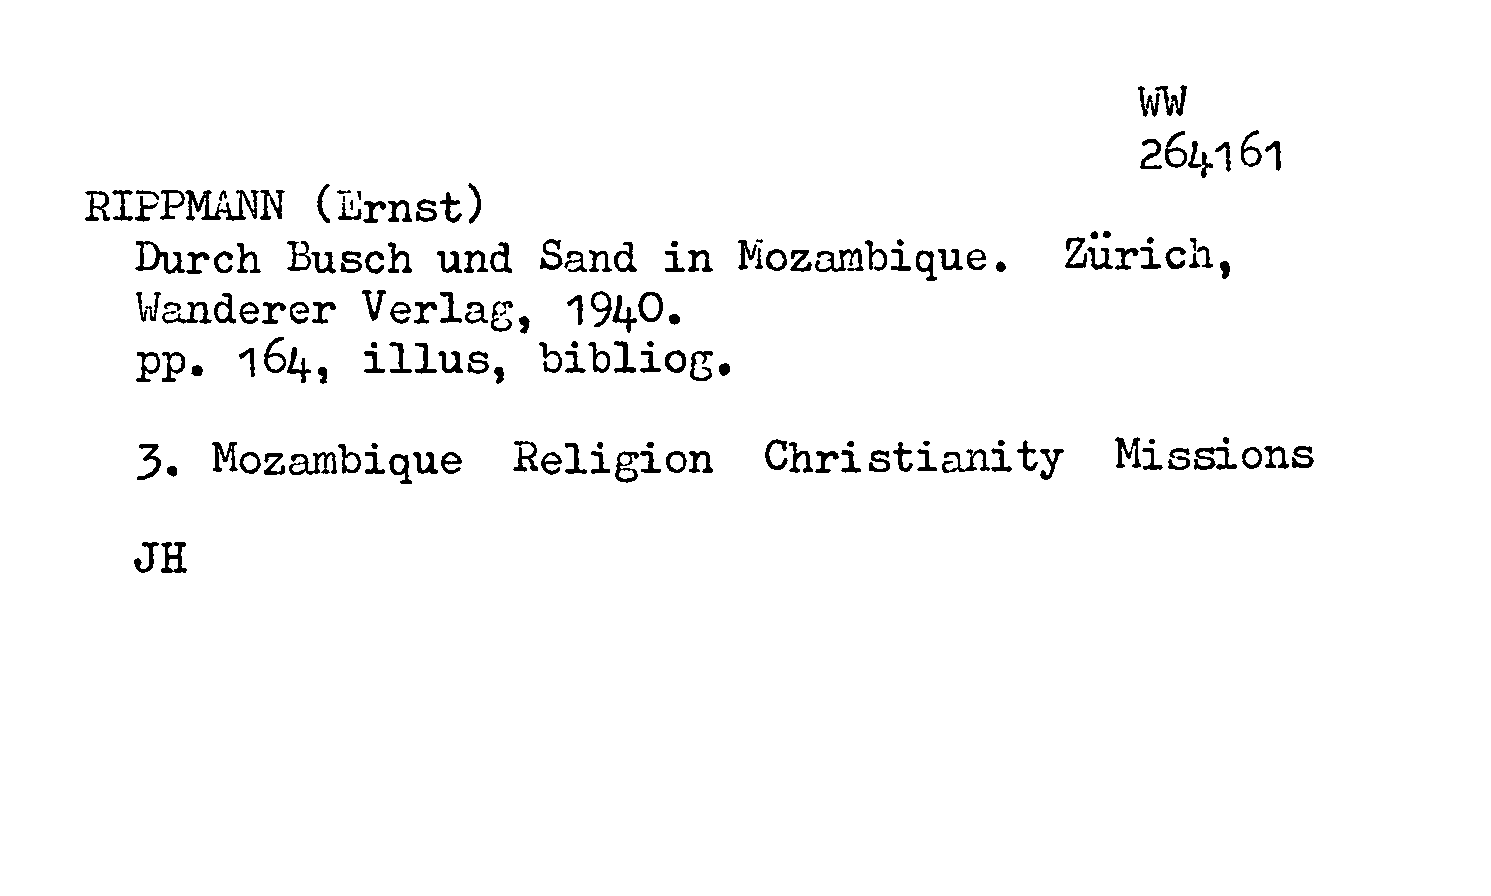 WW
264161
RIPPMANN (Ernst)
Durch Busch und Sand in Mozambique. Zürich,
Wanderer Verlag, 1940.
pp. 164, illus, bibliog.
3. Mozambique Religion Christianity Missions
JH